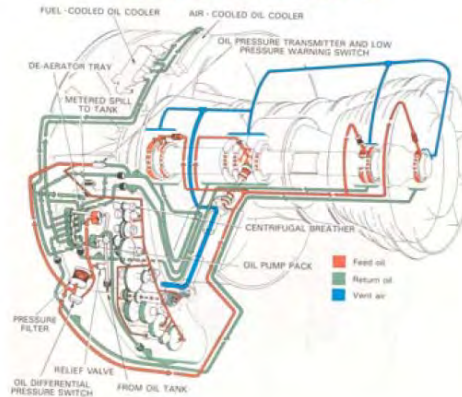 FUEL-COOLED OIL COOLER
AIR-COOLED OIL COOLER
OIL PRESSURE TRANSMITTER AND LOW
PRESSURE WARNING SWITCH
DE-AERATOR TRAY
METERED SPILL
TO TANK
CENTRIFUGAL BREATHER
OIL PUMP PACK
Feed oil
Return oil
Vent air
PRESSURE
FILTER
RELIEF VALVE
OIL DIFFERENTIAL
PRESSURE SWITCH
FROM OIL TANK